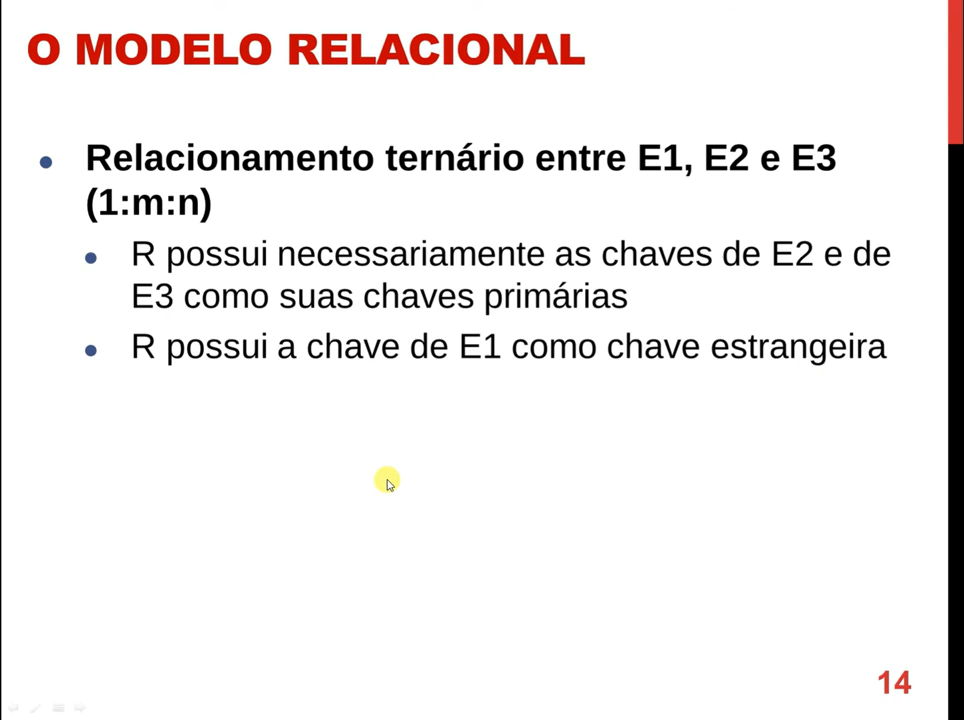 O MODELO RELACIONAL
• Relacionamento ternário entre E1, E2 e E3
(1:m:n)
• R possui necessariamente as chaves de E2 e de
E3 como suas chaves primárias
• R possui a chave de E1 como chave estrangeira
14